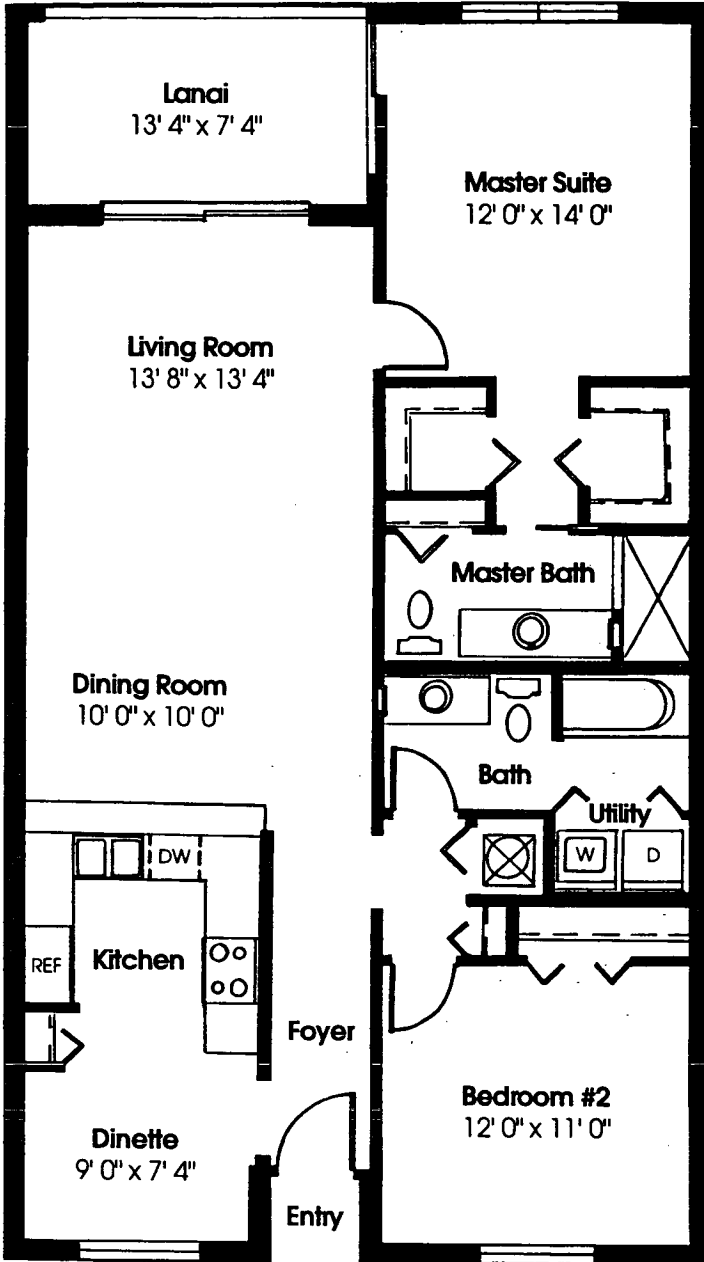 Lanai
13' 4" x 7' 4"
Master Suite
12' 0" x 14' 0"
Living Room
13' 8" x 13' 4"
Master Bath
Dining Room
10' 0" x 10' 0"
Bath
Utility
DW
W
D
REF
Kitchen
Foyer
Bedroom #2
12' 0" x 11' 0"
Dinette
9' 0" x 7' 4"
Entry